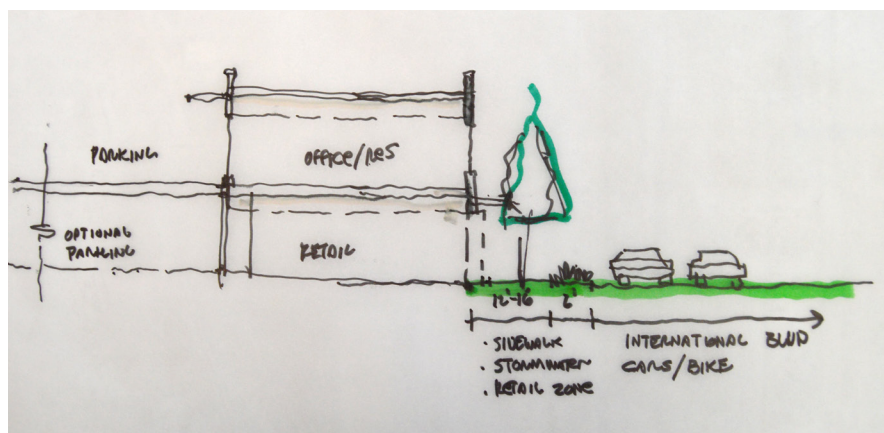 PARKING
OFFICE/RES
OPTIONAL
PARKING
RETAIL
12'-16' 2'
• SIDEWALK
• STORMWATER
• RETAIL ZONE
INTERNATIONAL BLVD
CARS/BIKE